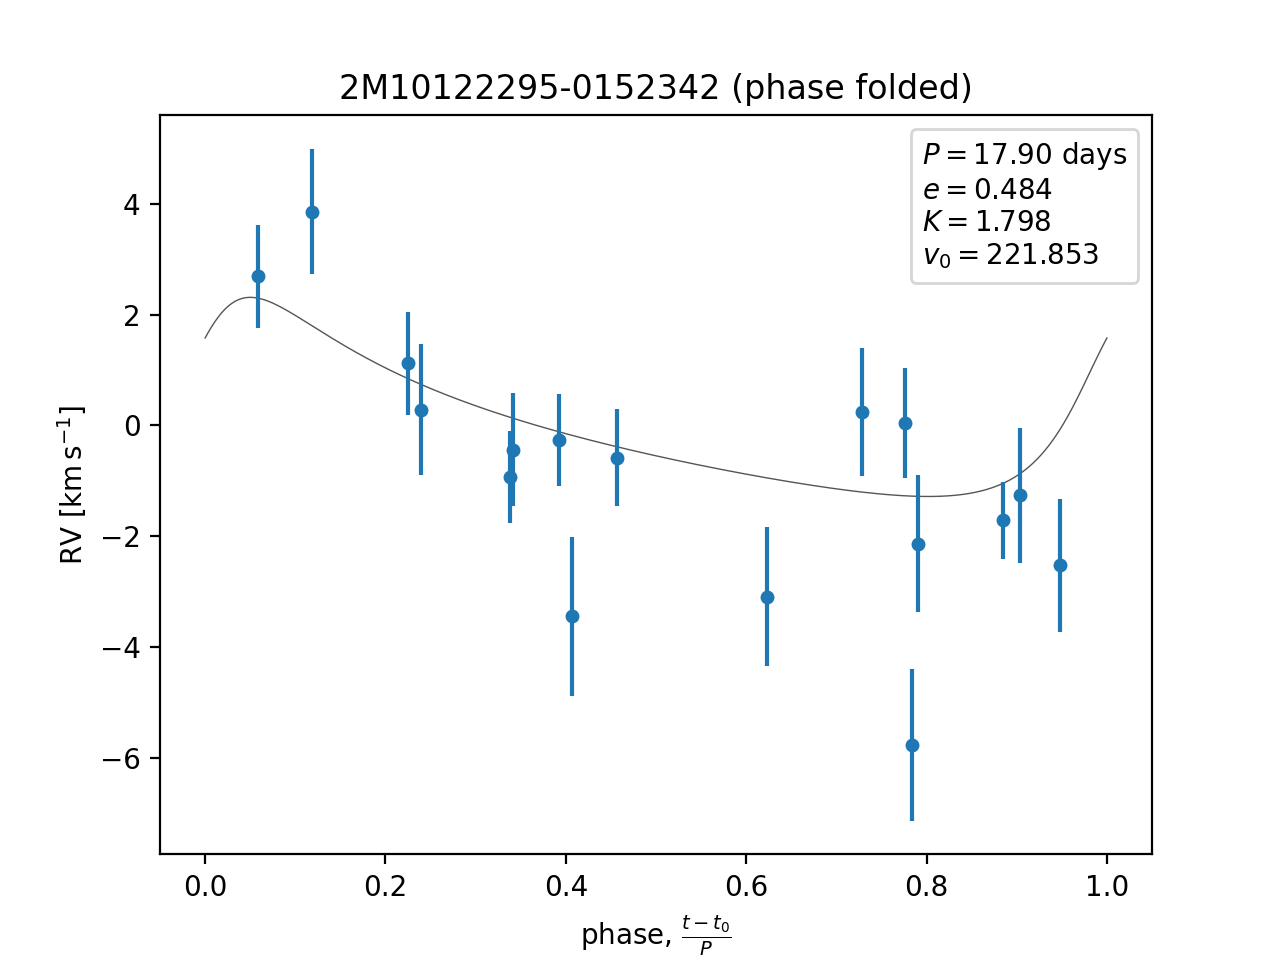 2M10122295-0152342 (phase folded)
P = 17.90 days
e = 0.484
K = 1.798
v₀ = 221.853
RV [km s⁻¹]
4
2
0
−2
−4
−6
0.0 0.2 0.4 0.6 0.8 1.0
phase, (t − t₀)/P